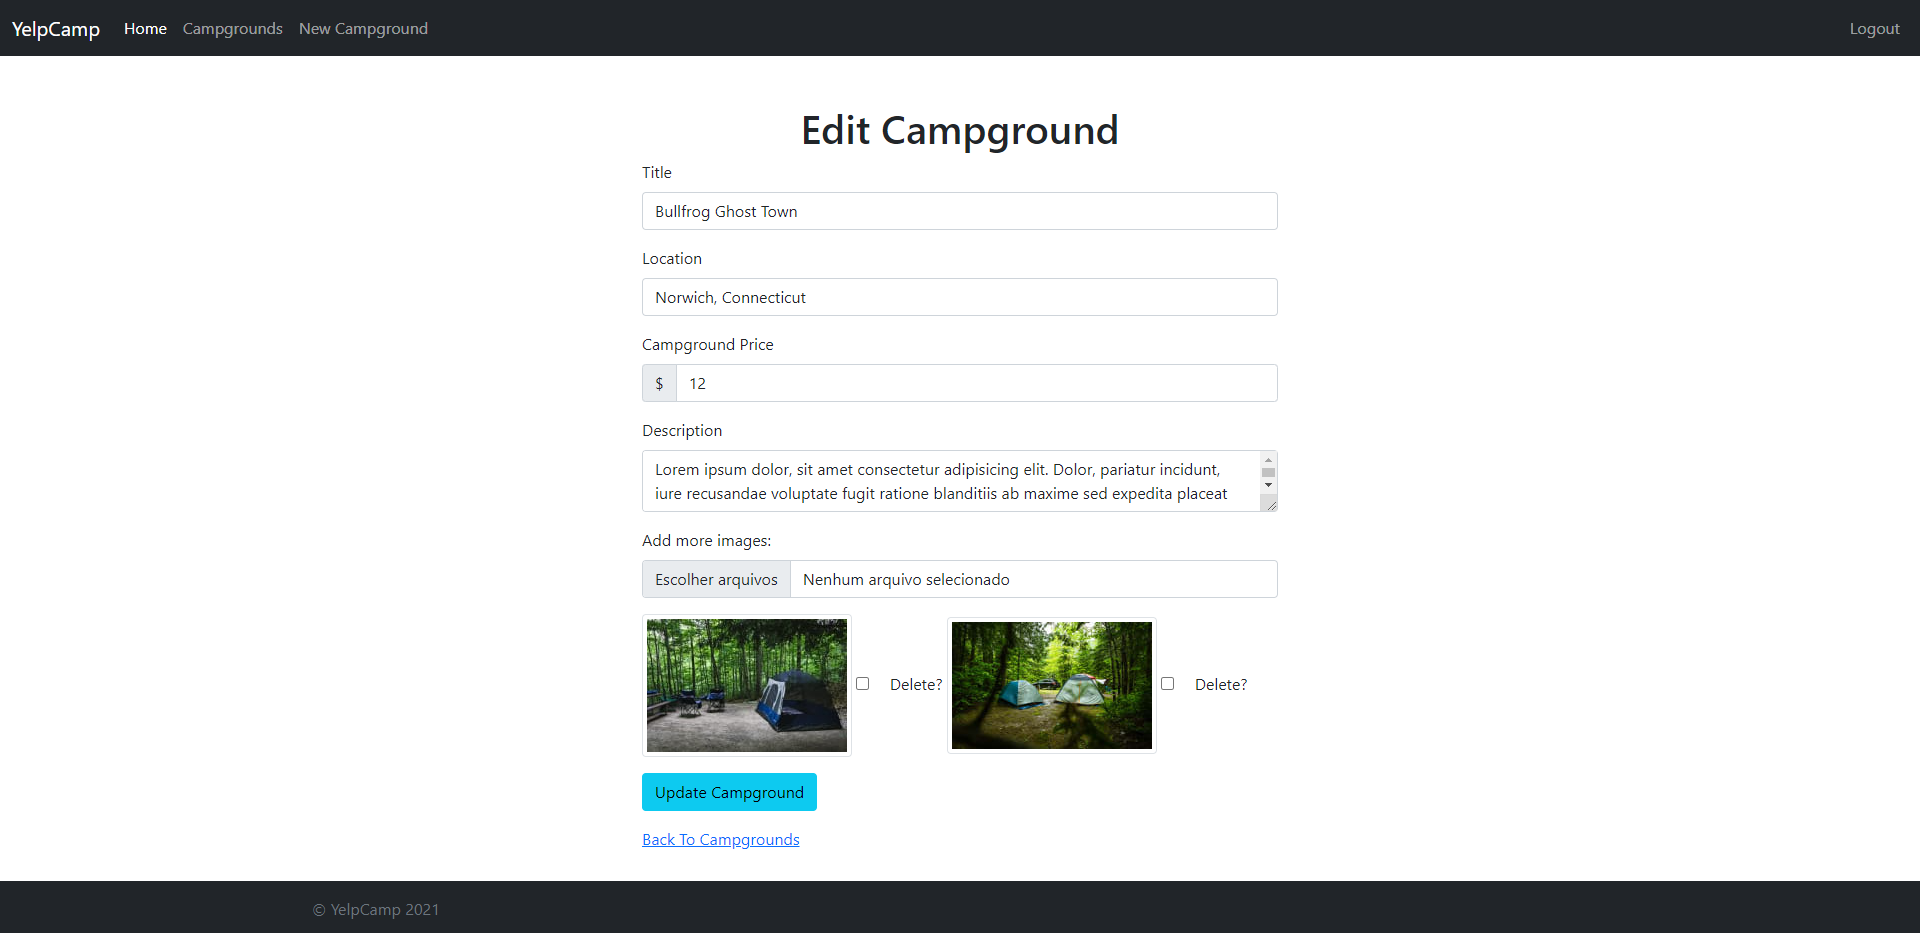 YelpCamp Home Campgrounds New Campground Logout
Edit Campground
Title
Bullfrog Ghost Town
Location
Norwich, Connecticut
Campground Price
$ 12
Description
Lorem ipsum dolor, sit amet consectetur adipisicing elit. Dolor, pariatur incidunt,
iure recusandae voluptate fugit ratione blanditiis ab maxime sed expedita placeat
Add more images:
Escolher arquivos Nenhum arquivo selecionado
Delete? Delete?
Update Campground
Back To Campgrounds
© YelpCamp 2021